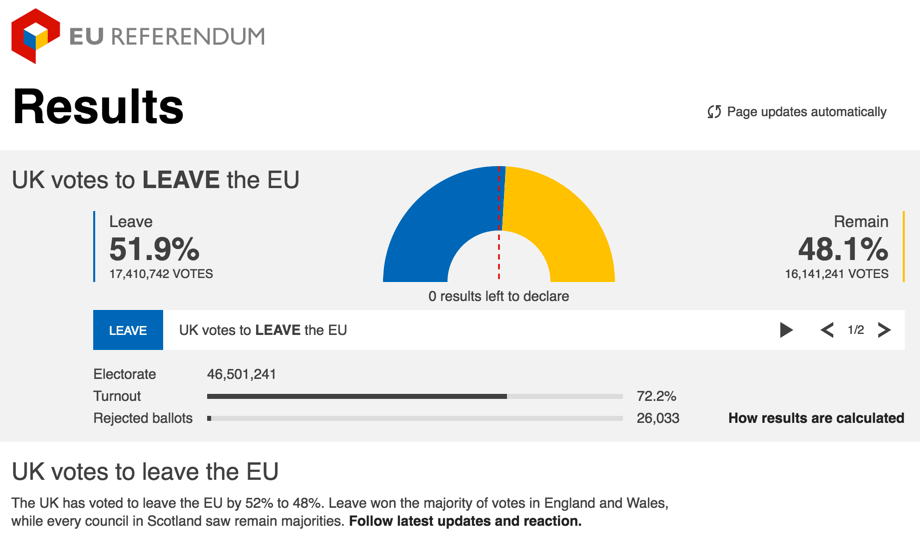 EU REFERENDUM
Results
Page updates automatically
UK votes to LEAVE the EU
Leave
51.9%
17,410,742 VOTES
Remain
48.1%
16,141,241 VOTES
0 results left to declare
LEAVE UK votes to LEAVE the EU 1/2
Electorate 46,501,241
Turnout 72.2%
Rejected ballots 26,033 How results are calculated
UK votes to leave the EU
The UK has voted to leave the EU by 52% to 48%. Leave won the majority of votes in England and Wales,
while every council in Scotland saw remain majorities. Follow latest updates and reaction.